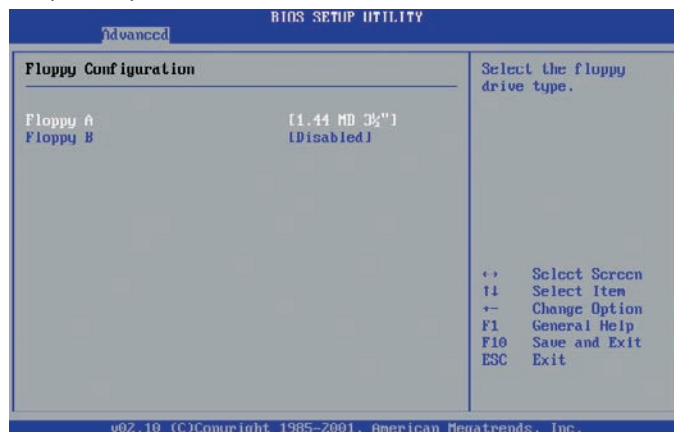 BIOS SETUP UTILITY
Advanced
Floppy Configuration
Floppy A [1.44 MB 3½"]
Floppy B [Disabled]
Select the floppy
drive type.
↔ Select Screen
↑↓ Select Item
+- Change Option
F1 General Help
F10 Save and Exit
ESC Exit
v02.10 (C)Copyright 1985-2001, American Megatrends, Inc.